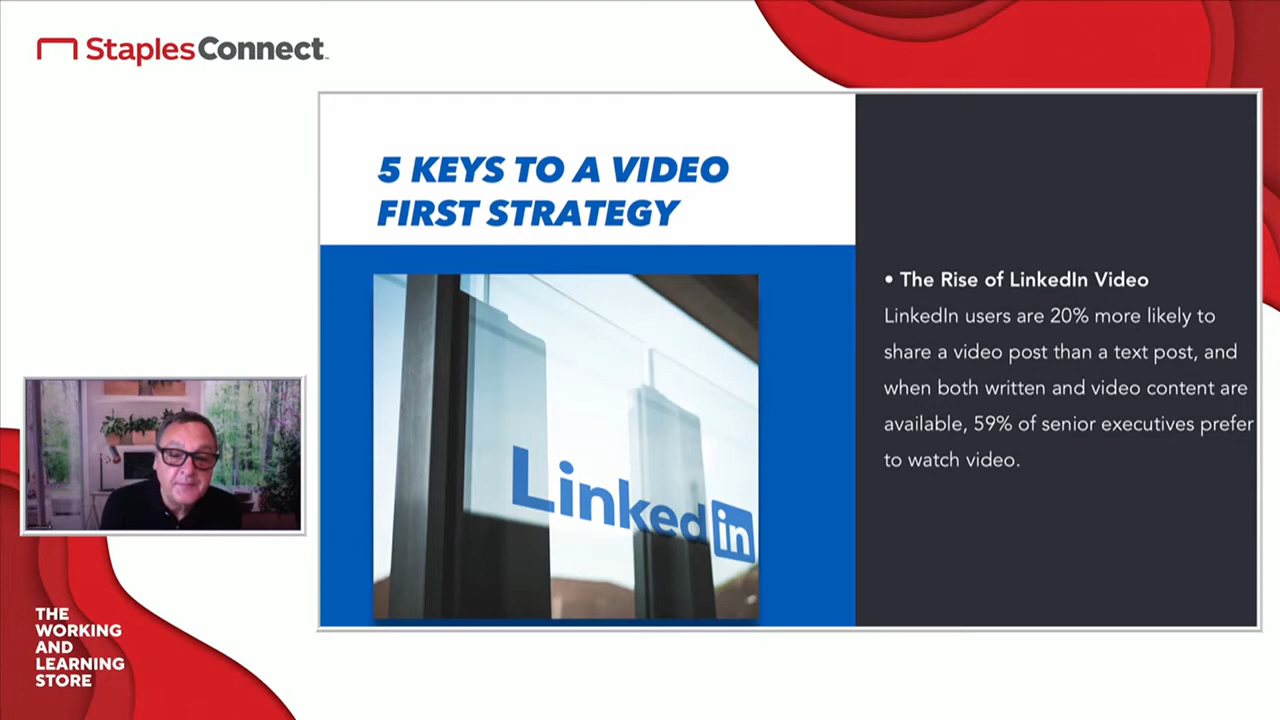 StaplesConnect™
5 KEYS TO A VIDEO
FIRST STRATEGY
• The Rise of LinkedIn Video
LinkedIn users are 20% more likely to
share a video post than a text post, and
when both written and video content are
available, 59% of senior executives prefer
to watch video.
Linkedin
THE
WORKING
AND
LEARNING
STORE